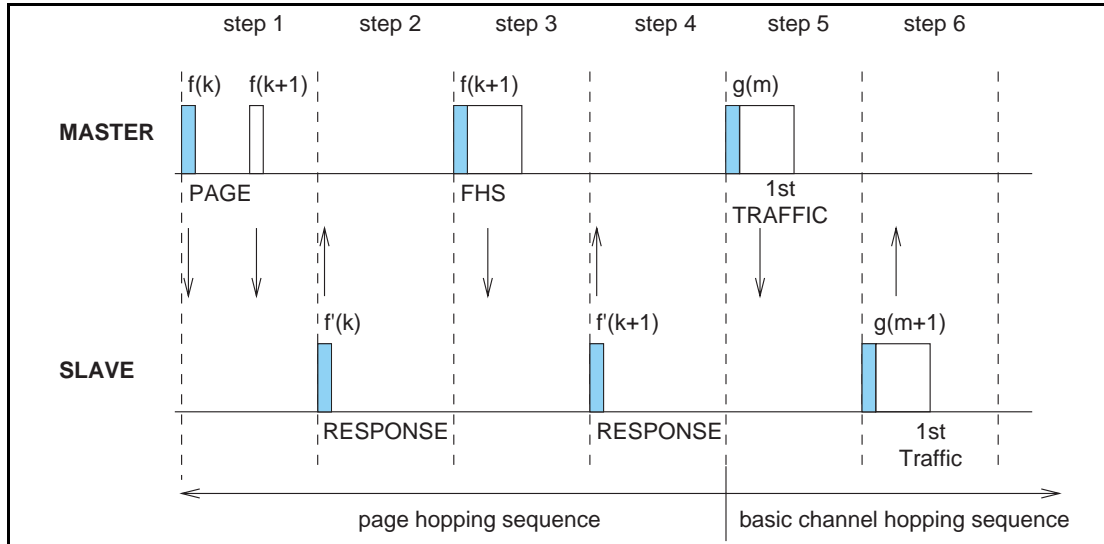 step 1 step 2 step 3 step 4 step 5 step 6
f(k) f(k+1) f(k+1) g(m)
MASTER
PAGE FHS 1st
TRAFFIC
f'(k) f'(k+1) g(m+1)
SLAVE
RESPONSE RESPONSE 1st
Traffic
page hopping sequence basic channel hopping sequence